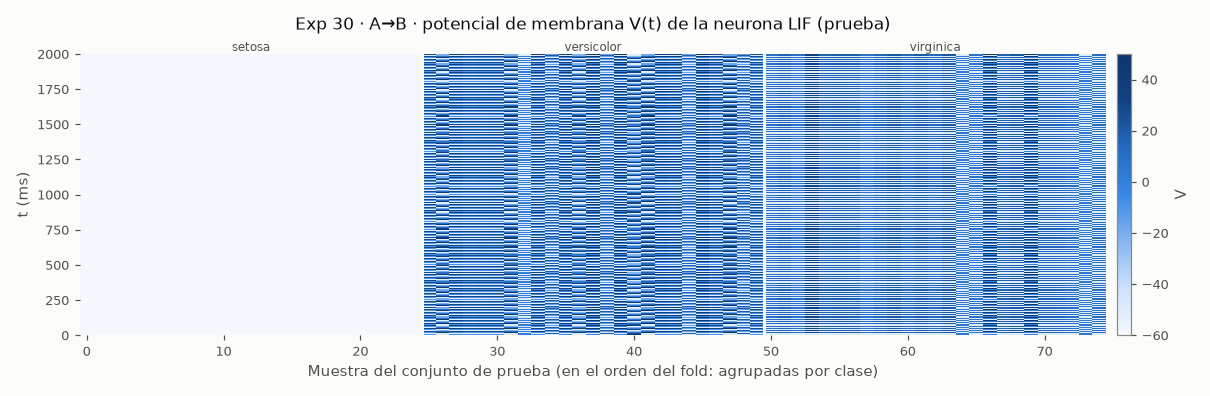 Exp 30 · A→B · potencial de membrana V(t) de la neurona LIF (prueba)
setosa versicolor virginica
2000
1750
1500
1250
1000
750
500
250
0
t (ms)
0 10 20 30 40 50 60 70
Muestra del conjunto de prueba (en el orden del fold: agrupadas por clase)
40
20
0
−20
−40
−60
V